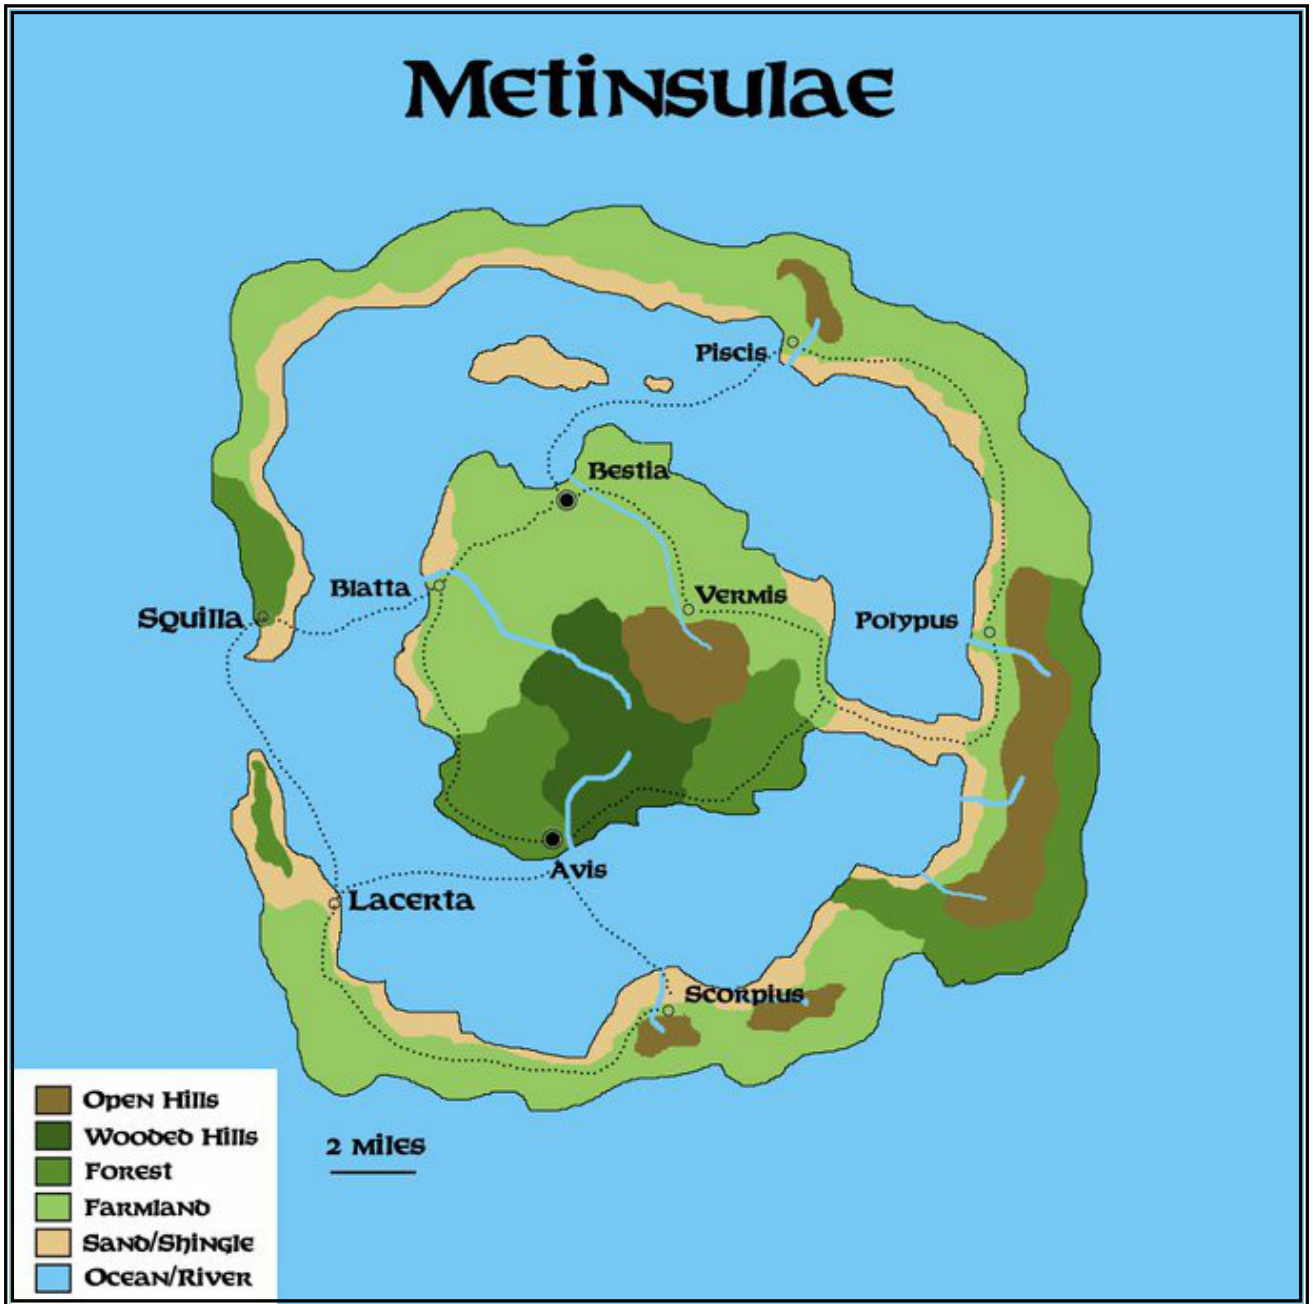 Metinsulae
Piscis
Bestia
Blatta
Vermis
Squilla
Polypus
Avis
Lacerta
Scorpius
Open Hills
Wooded Hills
Forest
Farmland
Sand/Shingle
Ocean/River
2 Miles